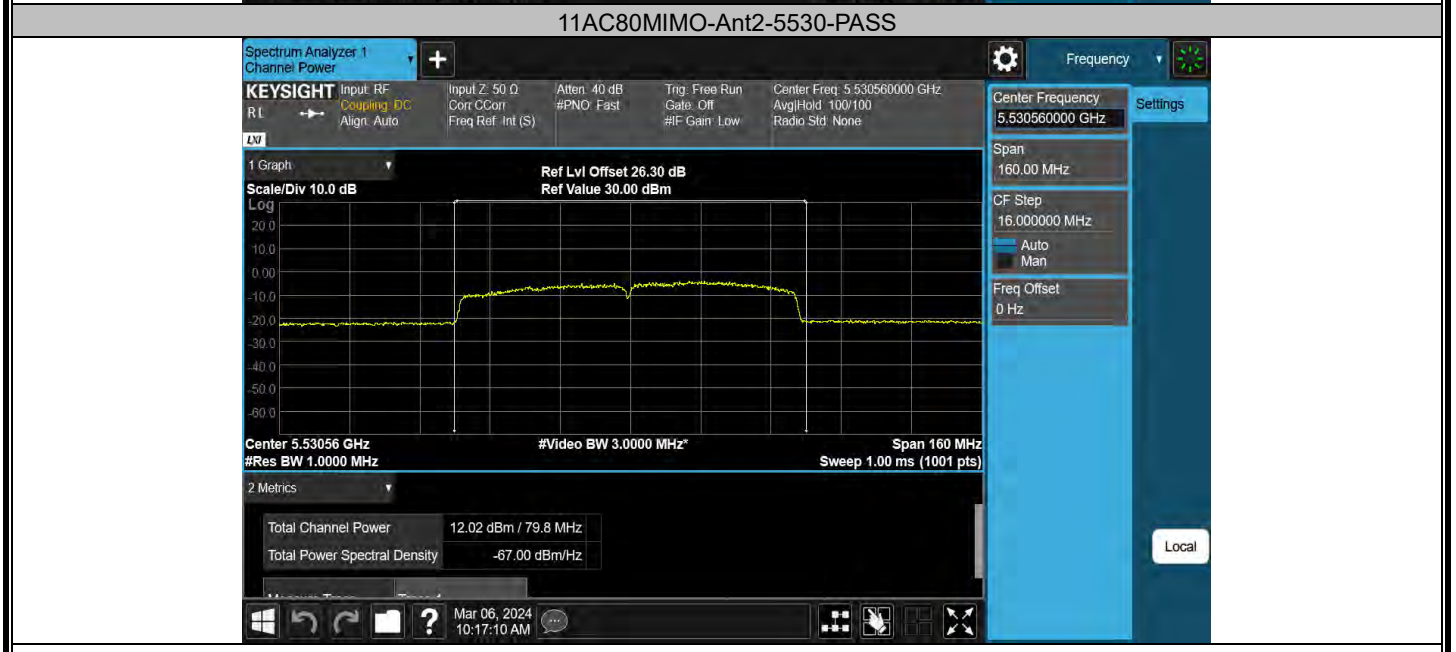 11AC80MIMO-Ant2-5530-PASS
Spectrum Analyzer 1
Channel Power
+
Frequency
KEYSIGHT
RL
LXI
Input: RF
Coupling: DC
Align: Auto
Input Z: 50 Ω
Corr CCorr
Freq Ref: Int (S)
Atten: 40 dB
#PNO: Fast
Trig: Free Run
Gate: Off
#IF Gain: Low
Center Freq: 5.530560000 GHz
Avg|Hold: 100/100
Radio Std: None
Center Frequency
5.530560000 GHz
Settings
Span
160.00 MHz
CF Step
16.000000 MHz
Auto
Man
Freq Offset
0 Hz
Local
1 Graph
Scale/Div 10.0 dB
Ref Lvl Offset 26.30 dB
Ref Value 30.00 dBm
Log
20.0
10.0
0.00
-10.0
-20.0
-30.0
-40.0
-50.0
-60.0
Center 5.53056 GHz
#Video BW 3.0000 MHz*
Span 160 MHz
#Res BW 1.0000 MHz
Sweep 1.00 ms (1001 pts)
2 Metrics
Total Channel Power 12.02 dBm / 79.8 MHz
Total Power Spectral Density -67.00 dBm/Hz
?
Mar 06, 2024
10:17:10 AM